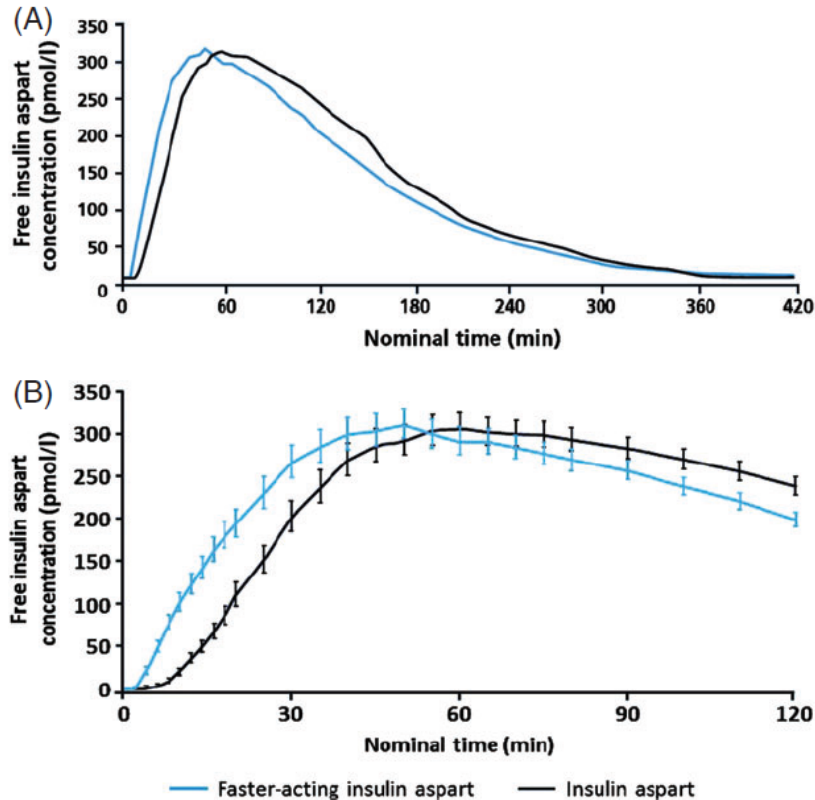 (A)
Free insulin aspart
concentration (pmol/l)
350
300
250
200
150
100
50
0
0 60 120 180 240 300 360 420
Nominal time (min)
(B)
Free insulin aspart
concentration (pmol/l)
350
300
250
200
150
100
50
0
0 30 60 90 120
Nominal time (min)
Faster-acting insulin aspart Insulin aspart